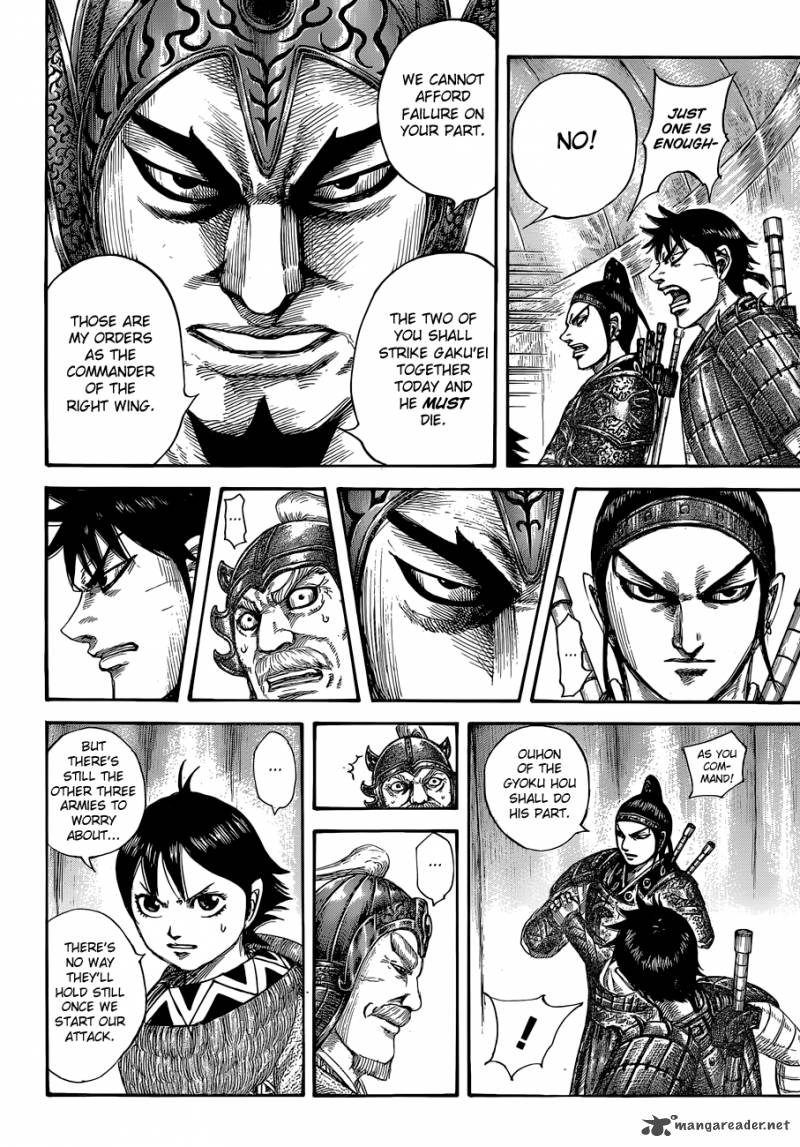 JUST
ONE IS
ENOUGH-
NO!
WE CANNOT
AFFORD
FAILURE ON
YOUR PART.
THE TWO OF
YOU SHALL
STRIKE GAKU'EI
TOGETHER
TODAY AND
HE MUST
DIE.
THOSE ARE
MY ORDERS
AS THE
COMMANDER
OF THE
RIGHT WING.
...
...
AS YOU
COM-
MAND!
OUHON
OF THE
GYOKU HOU
SHALL DO
HIS PART.
!
...
...
BUT
THERE'S
STILL THE
OTHER THREE
ARMIES TO
WORRY
ABOUT...
THERE'S
NO WAY
THEY'LL
HOLD STILL
ONCE WE
START OUR
ATTACK.
mangareader.net